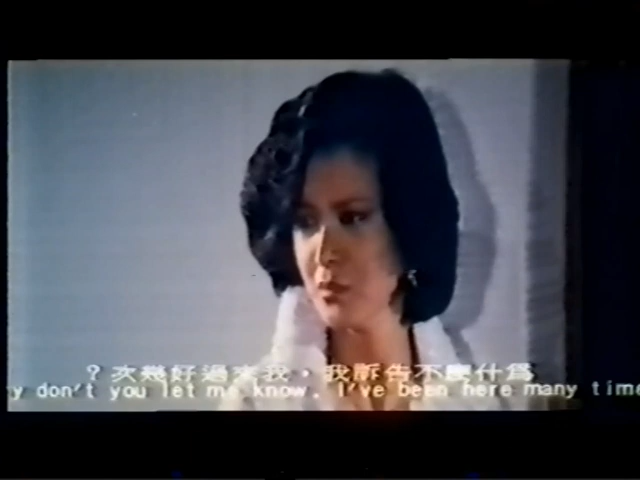 為什麼不告訴我，我來過好幾次？
y don't you let me know. I've been here many time